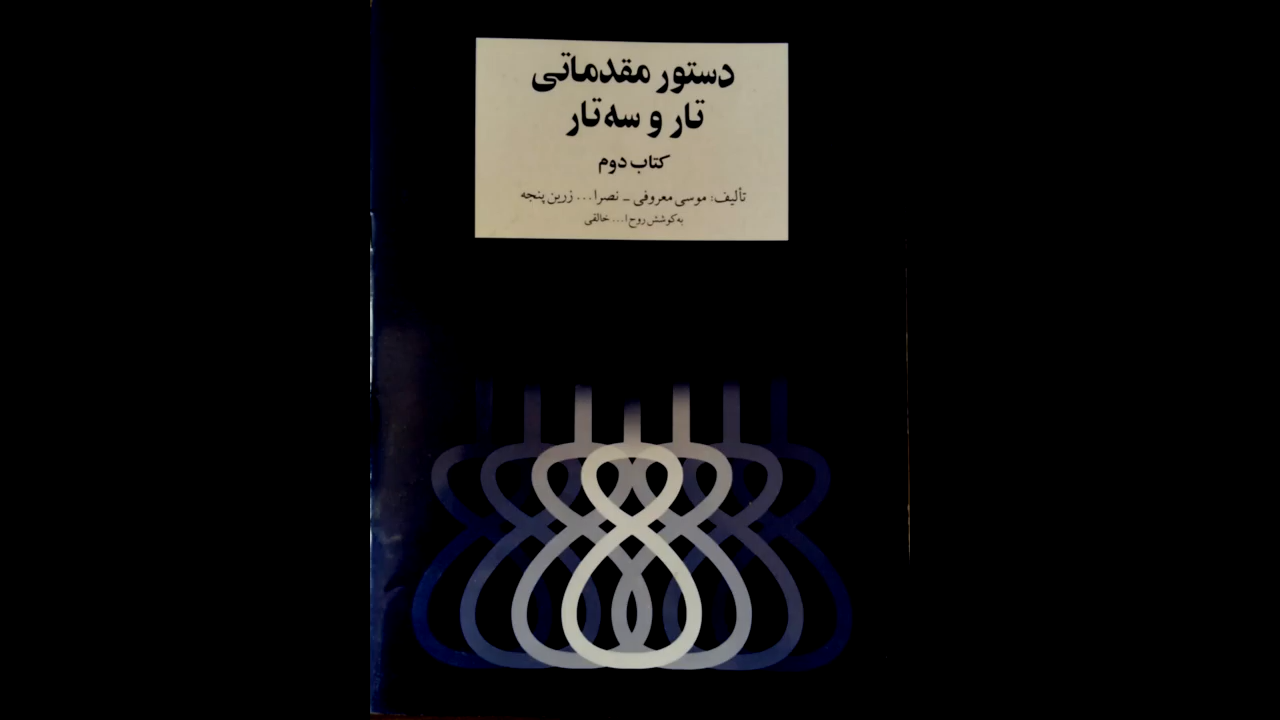 دستور مقدماتی
تار و سه‌تار
کتاب دوم
تألیف: موسی معروفی ـ نصرا... زرین پنجه
به‌کوشش روح ا... خالقی